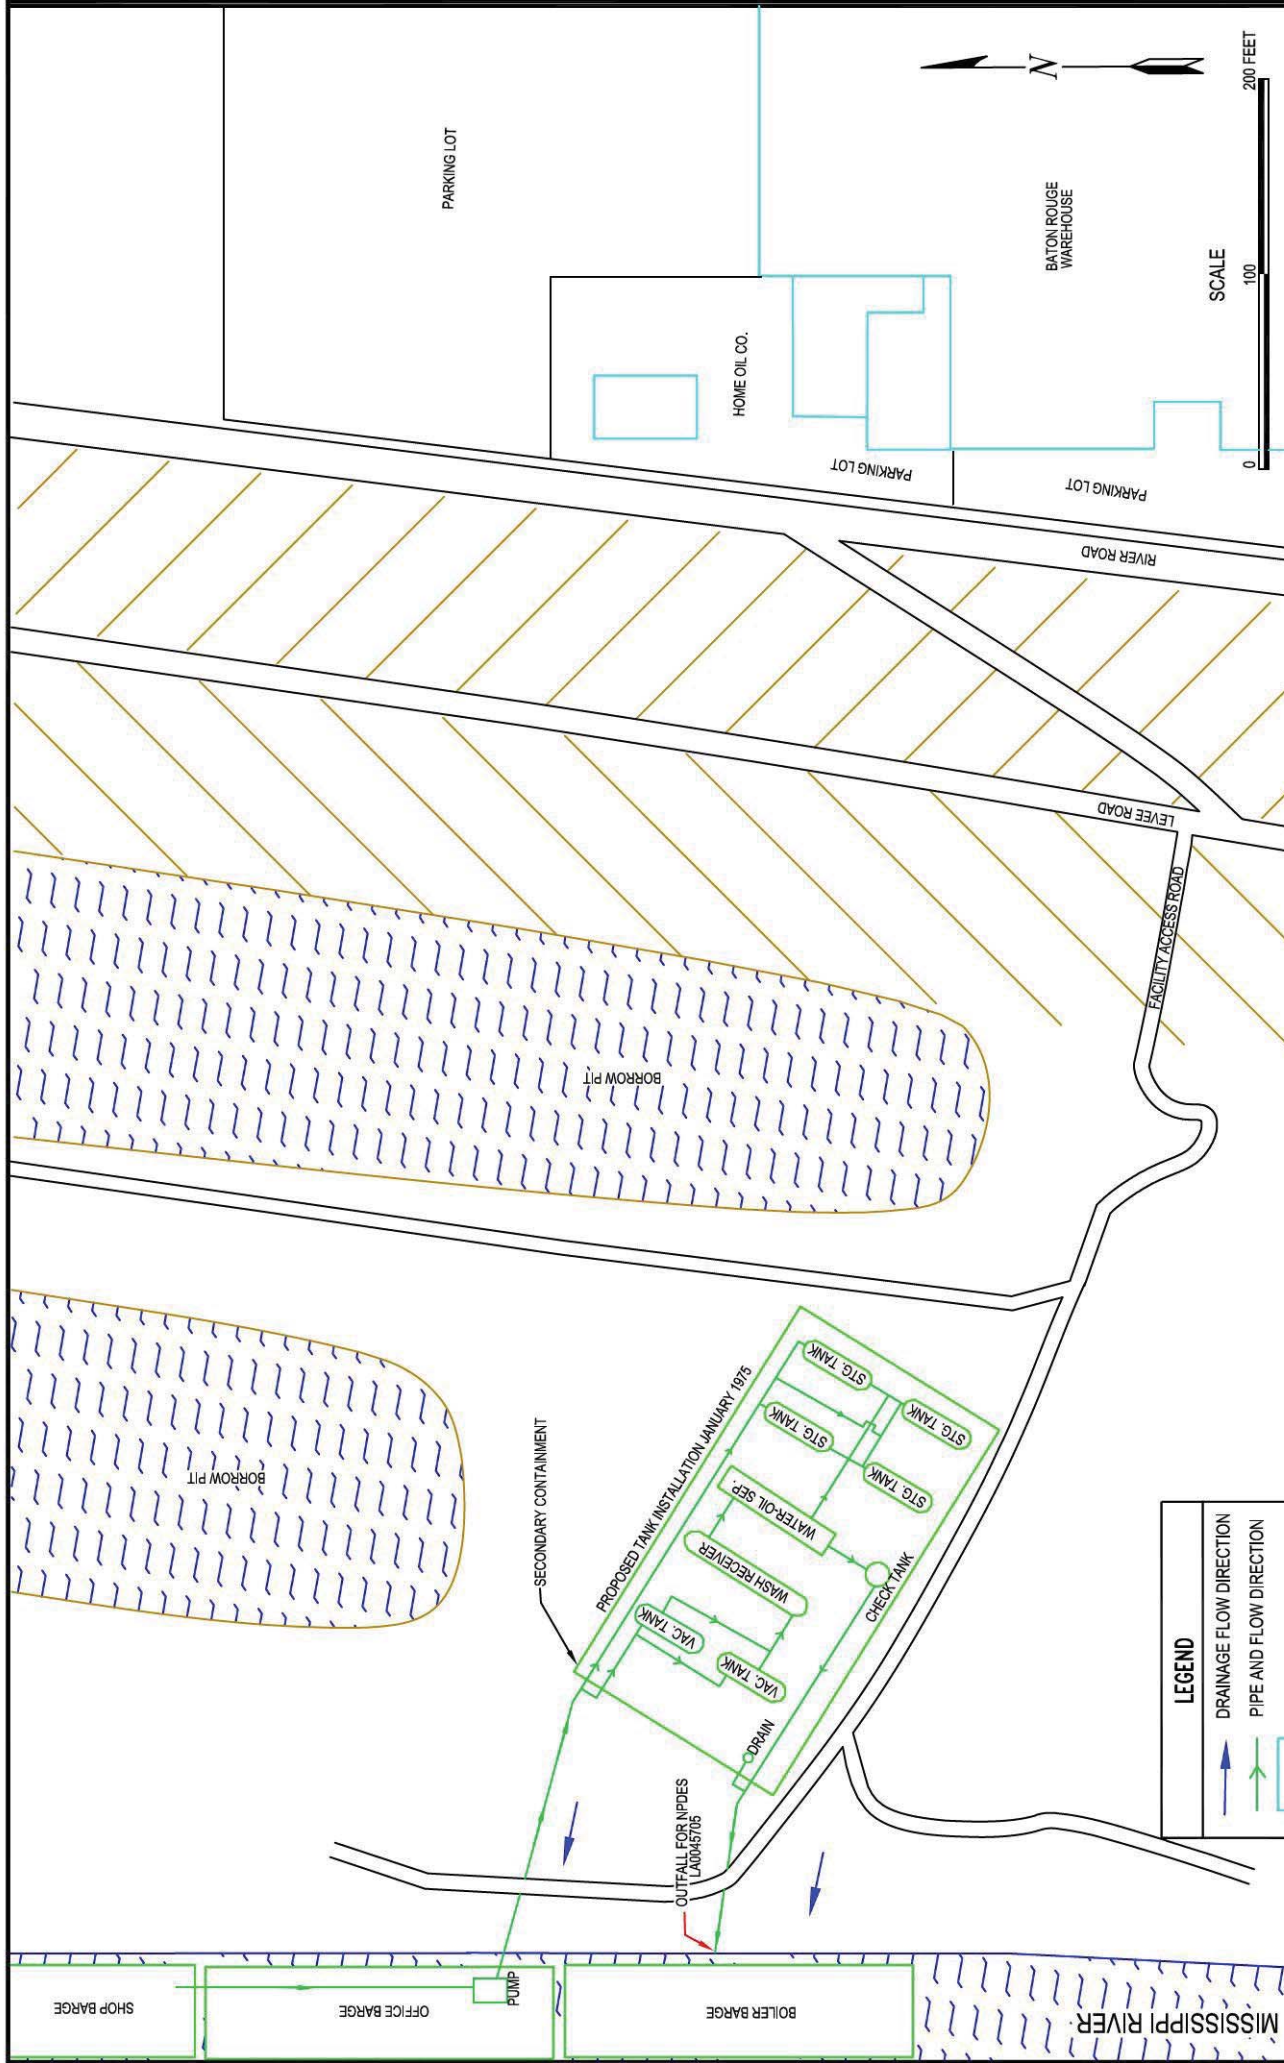 PARKING LOT
N
200 FEET
100
0
SCALE
BATON ROUGE
WAREHOUSE
HOME OIL CO.
PARKING LOT
PARKING LOT
RIVER ROAD
LEVEE ROAD
FACILITY ACCESS ROAD
BORROW PIT
BORROW PIT
SECONDARY CONTAINMENT
PROPOSED TANK INSTALLATION JANUARY 1975
STG. TANK
STG. TANK
STG. TANK
STG. TANK
WATER-OIL SEP.
WASH RECEIVER
VAC. TANK
VAC. TANK
CHECK TANK
DRAIN
OUTFALL FOR NPDES
LA0045705
PUMP
SHOP BARGE
OFFICE BARGE
BOILER BARGE
MISSISSIPPI RIVER
LEGEND
DRAINAGE FLOW DIRECTION
PIPE AND FLOW DIRECTION